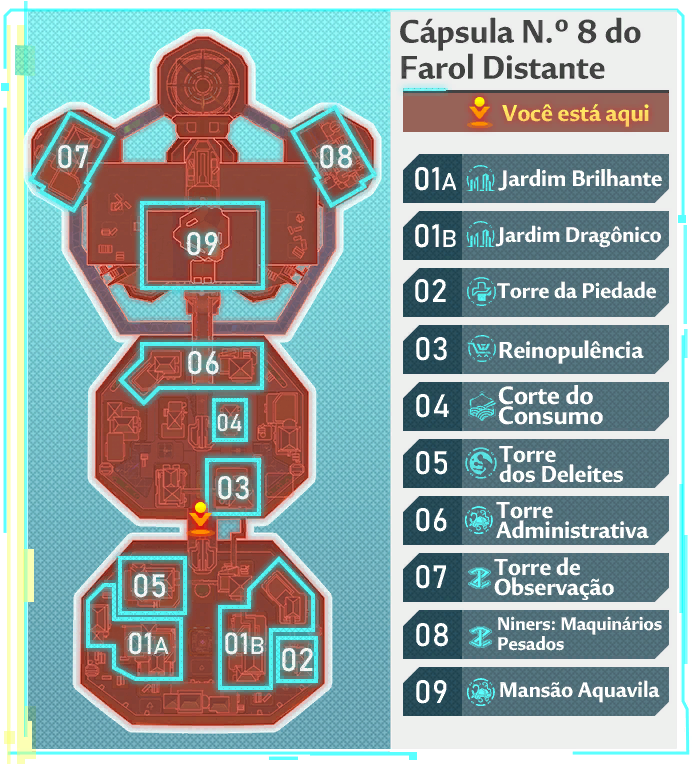 Cápsula N.º 8 do
Farol Distante
Você está aqui
01A Jardim Brilhante
01B Jardim Dragônico
02 Torre da Piedade
03 Reinopulência
04 Corte do
Consumo
05 Torre
dos Deleites
06 Torre
Administrativa
07 Torre de
Observação
08 Niners: Maquinários
Pesados
09 Mansão Aquavila
07
08
09
06
04
03
05
01A
01B
02